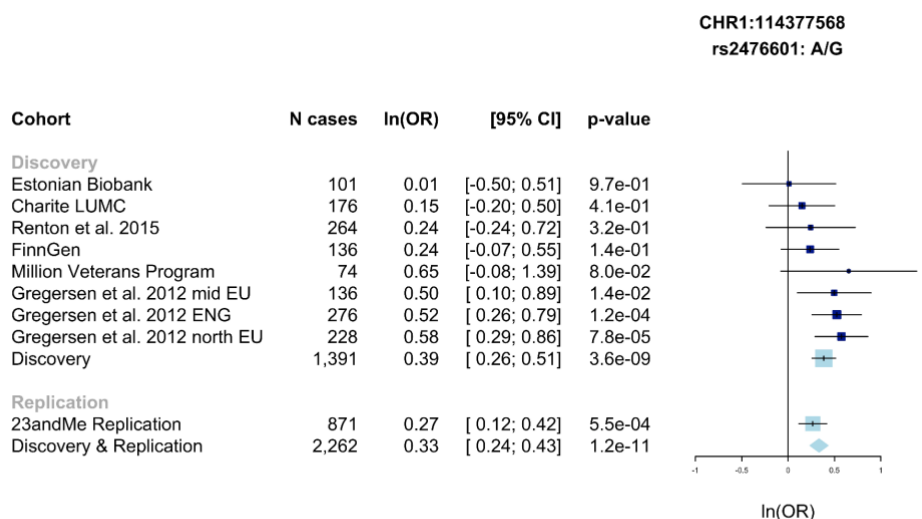 CHR1:114377568
rs2476601: A/G
Cohort N cases ln(OR) [95% CI] p-value
Discovery
Estonian Biobank 101 0.01 [-0.50; 0.51] 9.7e-01
Charite LUMC 176 0.15 [-0.20; 0.50] 4.1e-01
Renton et al. 2015 264 0.24 [-0.24; 0.72] 3.2e-01
FinnGen 136 0.24 [-0.07; 0.55] 1.4e-01
Million Veterans Program 74 0.65 [-0.08; 1.39] 8.0e-02
Gregersen et al. 2012 mid EU 136 0.50 [ 0.10; 0.89] 1.4e-02
Gregersen et al. 2012 ENG 276 0.52 [ 0.26; 0.79] 1.2e-04
Gregersen et al. 2012 north EU 228 0.58 [ 0.29; 0.86] 7.8e-05
Discovery 1,391 0.39 [ 0.26; 0.51] 3.6e-09
Replication
23andMe Replication 871 0.27 [ 0.12; 0.42] 5.5e-04
Discovery & Replication 2,262 0.33 [ 0.24; 0.43] 1.2e-11
-1 -0.5 0 0.5 1
ln(OR)